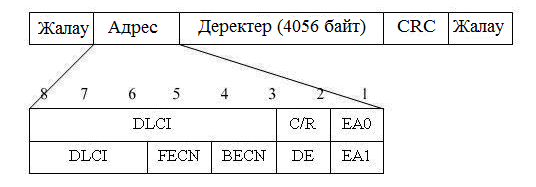 Жалау Адрес Деректер (4056 байт) CRC Жалау
8 7 6 5 4 3 2 1
DLCI C/R EA0
DLCI FECN BECN DE EA1